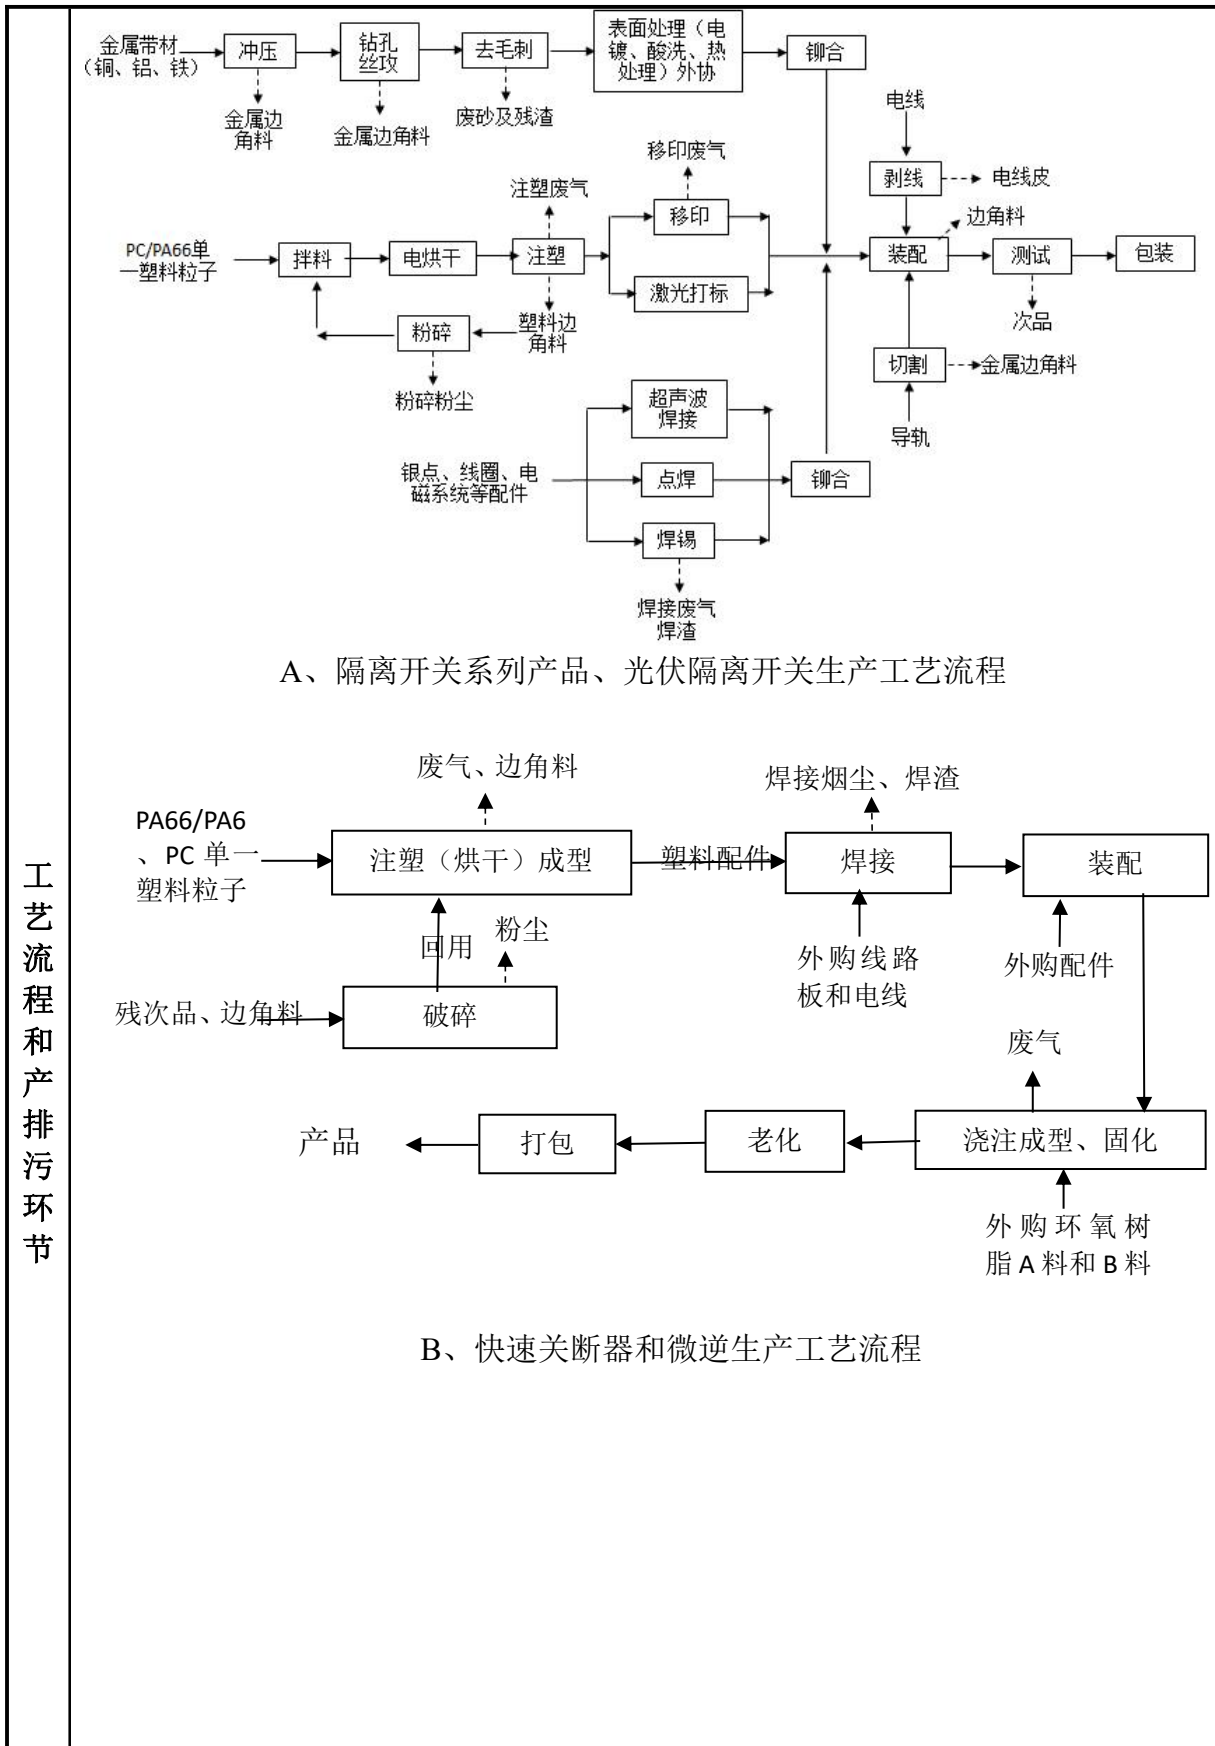 工
艺
流
程
和
产
排
污
环
节
金属带材
（铜、铝、铁）
冲压
金属边
角料
钻孔
丝攻
金属边角料
去毛刺
废砂及残渣
表面处理（电
镀、酸洗、热
处理）外协
铆合
PC/PA66单
一塑料粒子
拌料
电烘干
注塑废气
注塑
塑料边
角料
粉碎
粉碎粉尘
移印废气
移印
激光打标
电线
剥线
电线皮
边角料
装配
测试
次品
包装
切割
金属边角料
导轨
银点、线圈、电
磁系统等配件
超声波
焊接
点焊
焊锡
焊接废气
焊渣
铆合
A、隔离开关系列产品、光伏隔离开关生产工艺流程
废气、边角料
PA66/PA6
、PC 单一
塑料粒子
注塑（烘干）成型
塑料配件
焊接烟尘、焊渣
焊接
装配
回用
粉尘
外购线路
板和电线
外购配件
残次品、边角料
破碎
废气
产品
打包
老化
浇注成型、固化
外购环氧树
脂 A 料和 B 料
B、快速关断器和微逆生产工艺流程